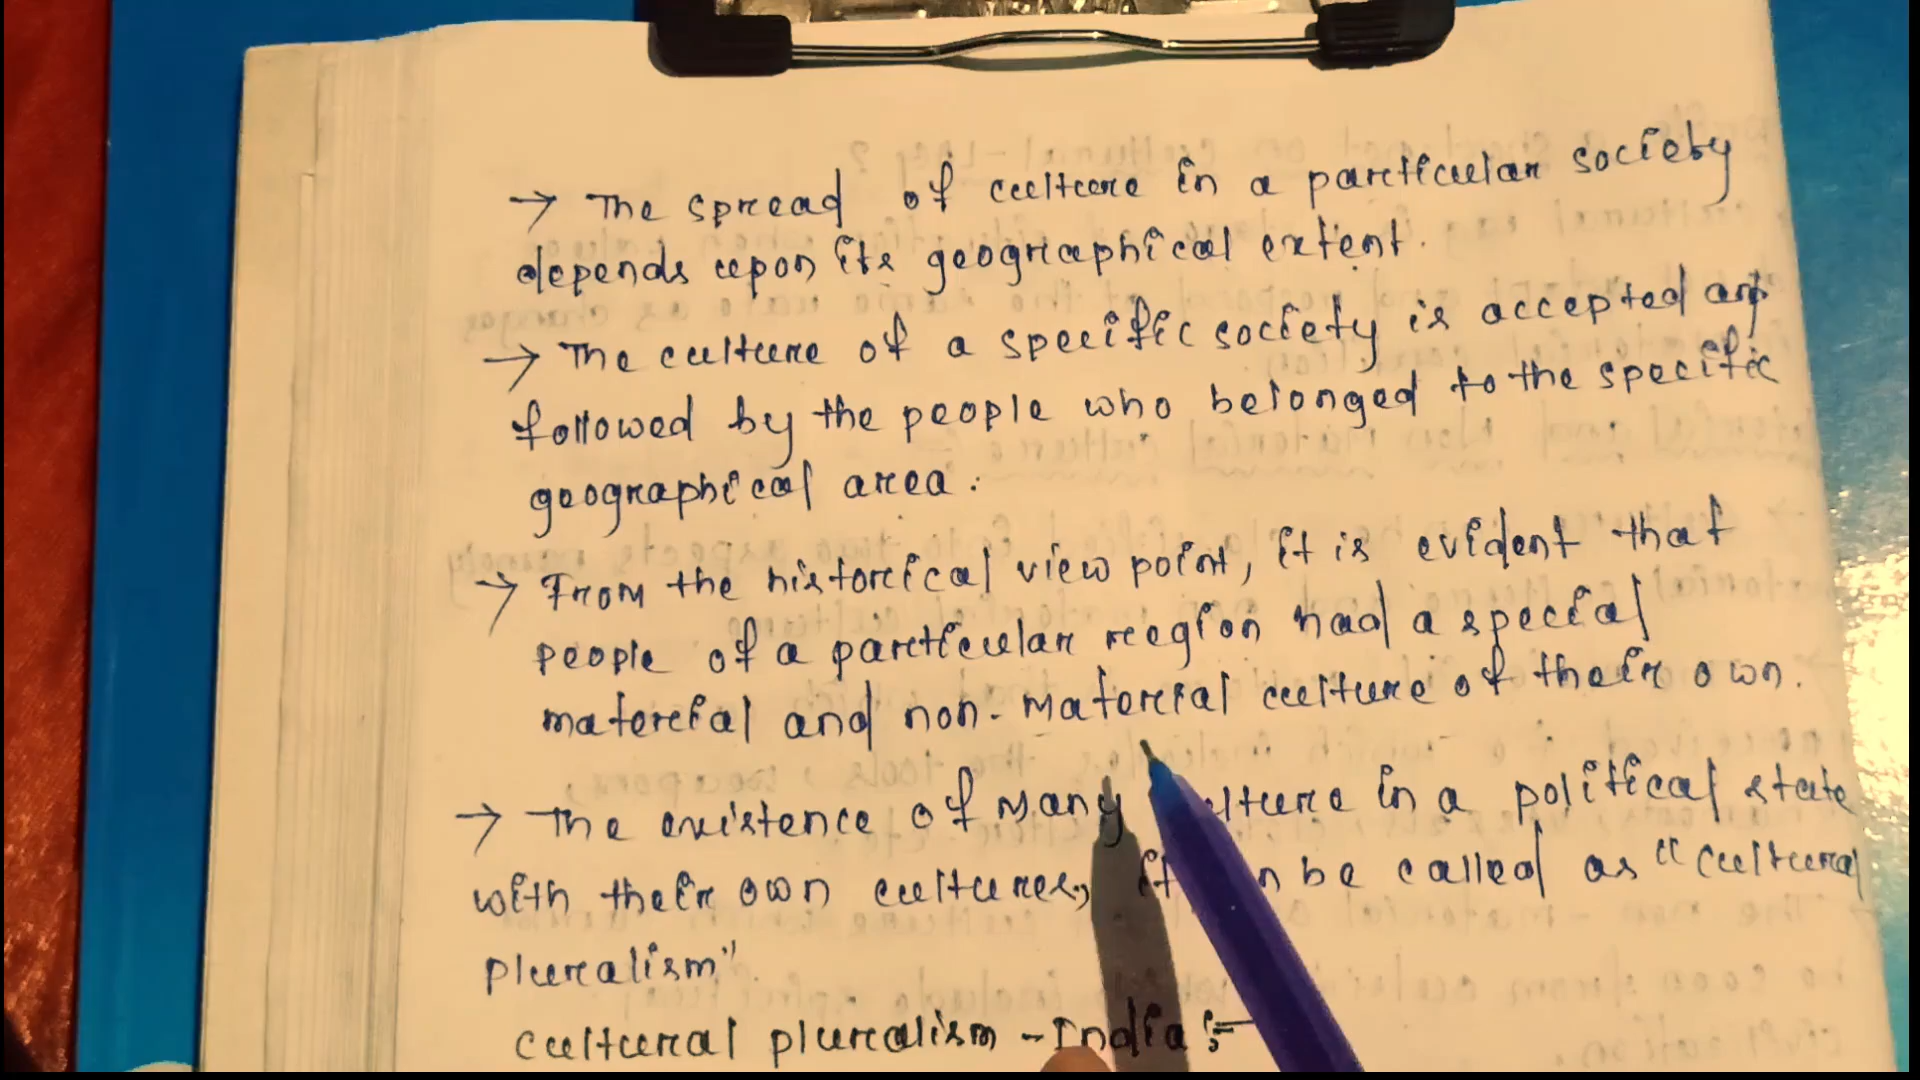 → The spread of culture in a particular society
depends upon its geographical extent.
→ The culture of a specific society is accepted and
followed by the people who belonged to the specific
geographical area.
→ From the historical view point, it is evident that
people of a particular region had a special
material and non-material culture of their own.
→ The existence of many culture in a political state
with their own cultures, it be called as "Cultural
pluralism".
Cultural pluralism - India :-